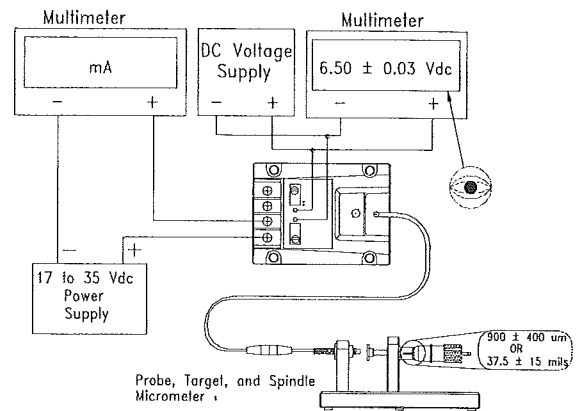 Multimeter
Multimeter
mA
DC Voltage
Supply
6.50 ± 0.03 Vdc
− +
− +
− +
− +
17 to 35 Vdc
Power
Supply
900 ± 400 um
OR
37.5 ± 15 mils
Probe, Target, and Spindle
Micrometer